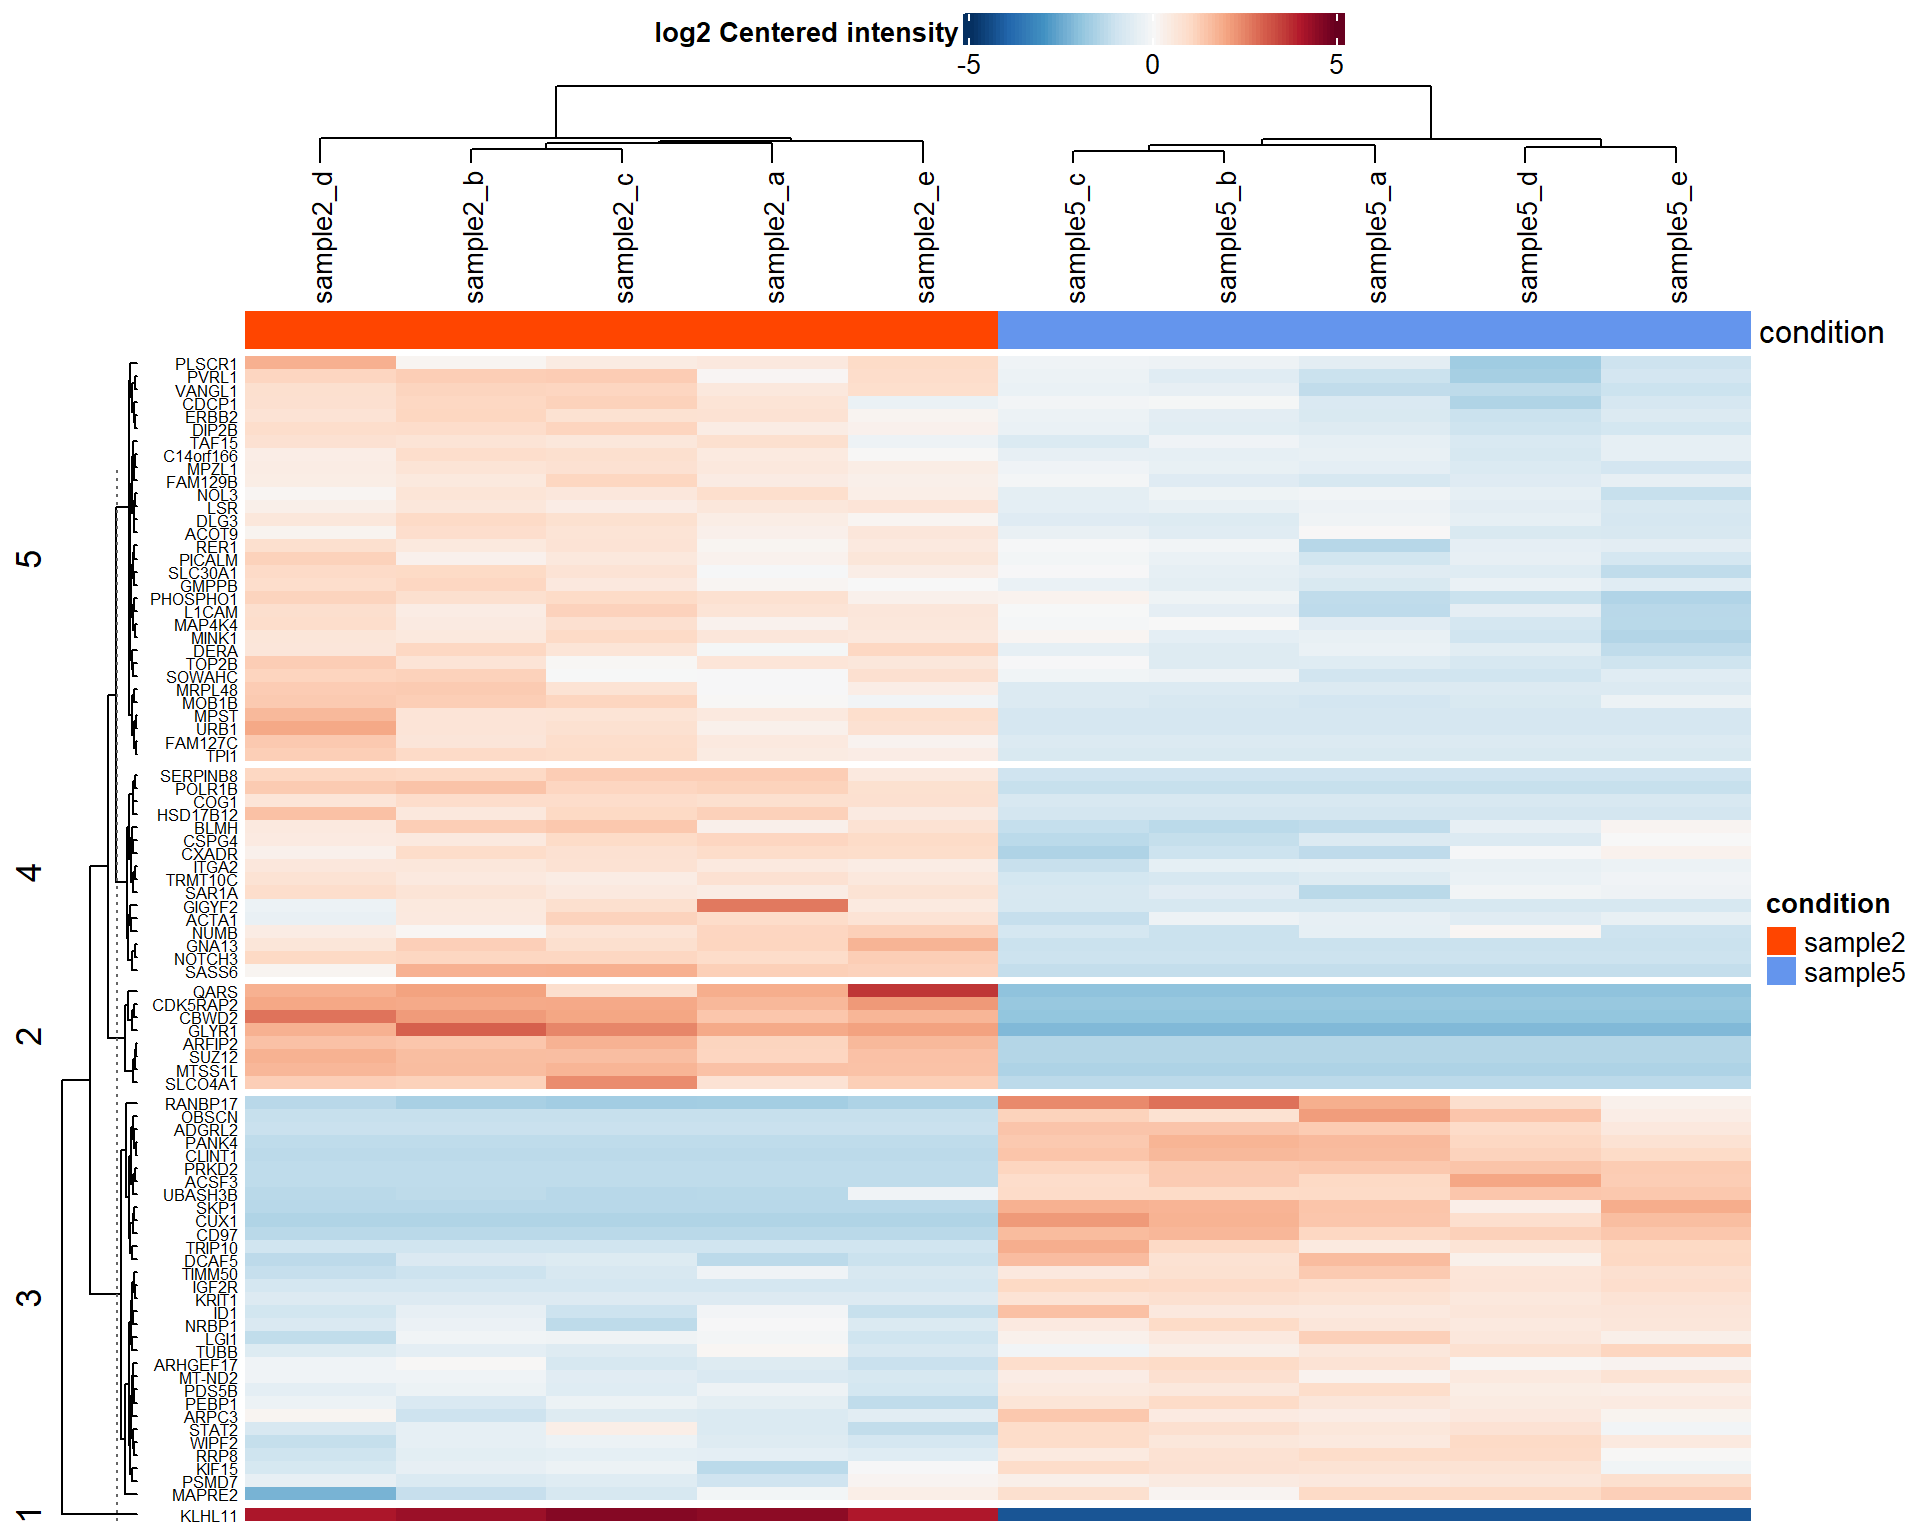 log2 Centered intensity
-5 0 5
sample2_d
sample2_b
sample2_c
sample2_a
sample2_e
sample5_c
sample5_b
sample5_a
sample5_d
sample5_e
condition
5
PLSCR1
PVRL1
VANGL1
CDCP1
ERBB2
DIP2B
TAF15
C14orf166
MPZL1
FAM129B
NOL3
LSR
DLG3
ACOT9
RER1
PICALM
SLC30A1
GMPPB
PHOSPHO1
L1CAM
MAP4K4
MINK1
DERA
TOP2B
SOWAHC
MRPL48
MOB1B
MPST
URB1
FAM127C
TPI1
4
SERPINB8
POLR1B
COG1
HSD17B12
BLMH
CSPG4
CXADR
ITGA2
TRMT10C
SAR1A
GIGYF2
ACTA1
NUMB
GNA13
NOTCH3
SASS6
2
QARS
CDK5RAP2
CBWD2
GLYR1
ARFIP2
SUZ12
MTSS1L
SLCO4A1
3
RANBP17
OBSCN
ADGRL2
PANK4
CLINT1
PRKD2
ACSF3
UBASH3B
SKP1
CUX1
CD97
TRIP10
DCAF5
TIMM50
IGF2R
KRIT1
ID1
NRBP1
LGI1
TUBB
ARHGEF17
MT-ND2
PDS5B
PEBP1
ARPC3
STAT2
WIPF2
RRP8
KIF15
PSMD7
MAPRE2
1
KLHL11
condition
sample2
sample5